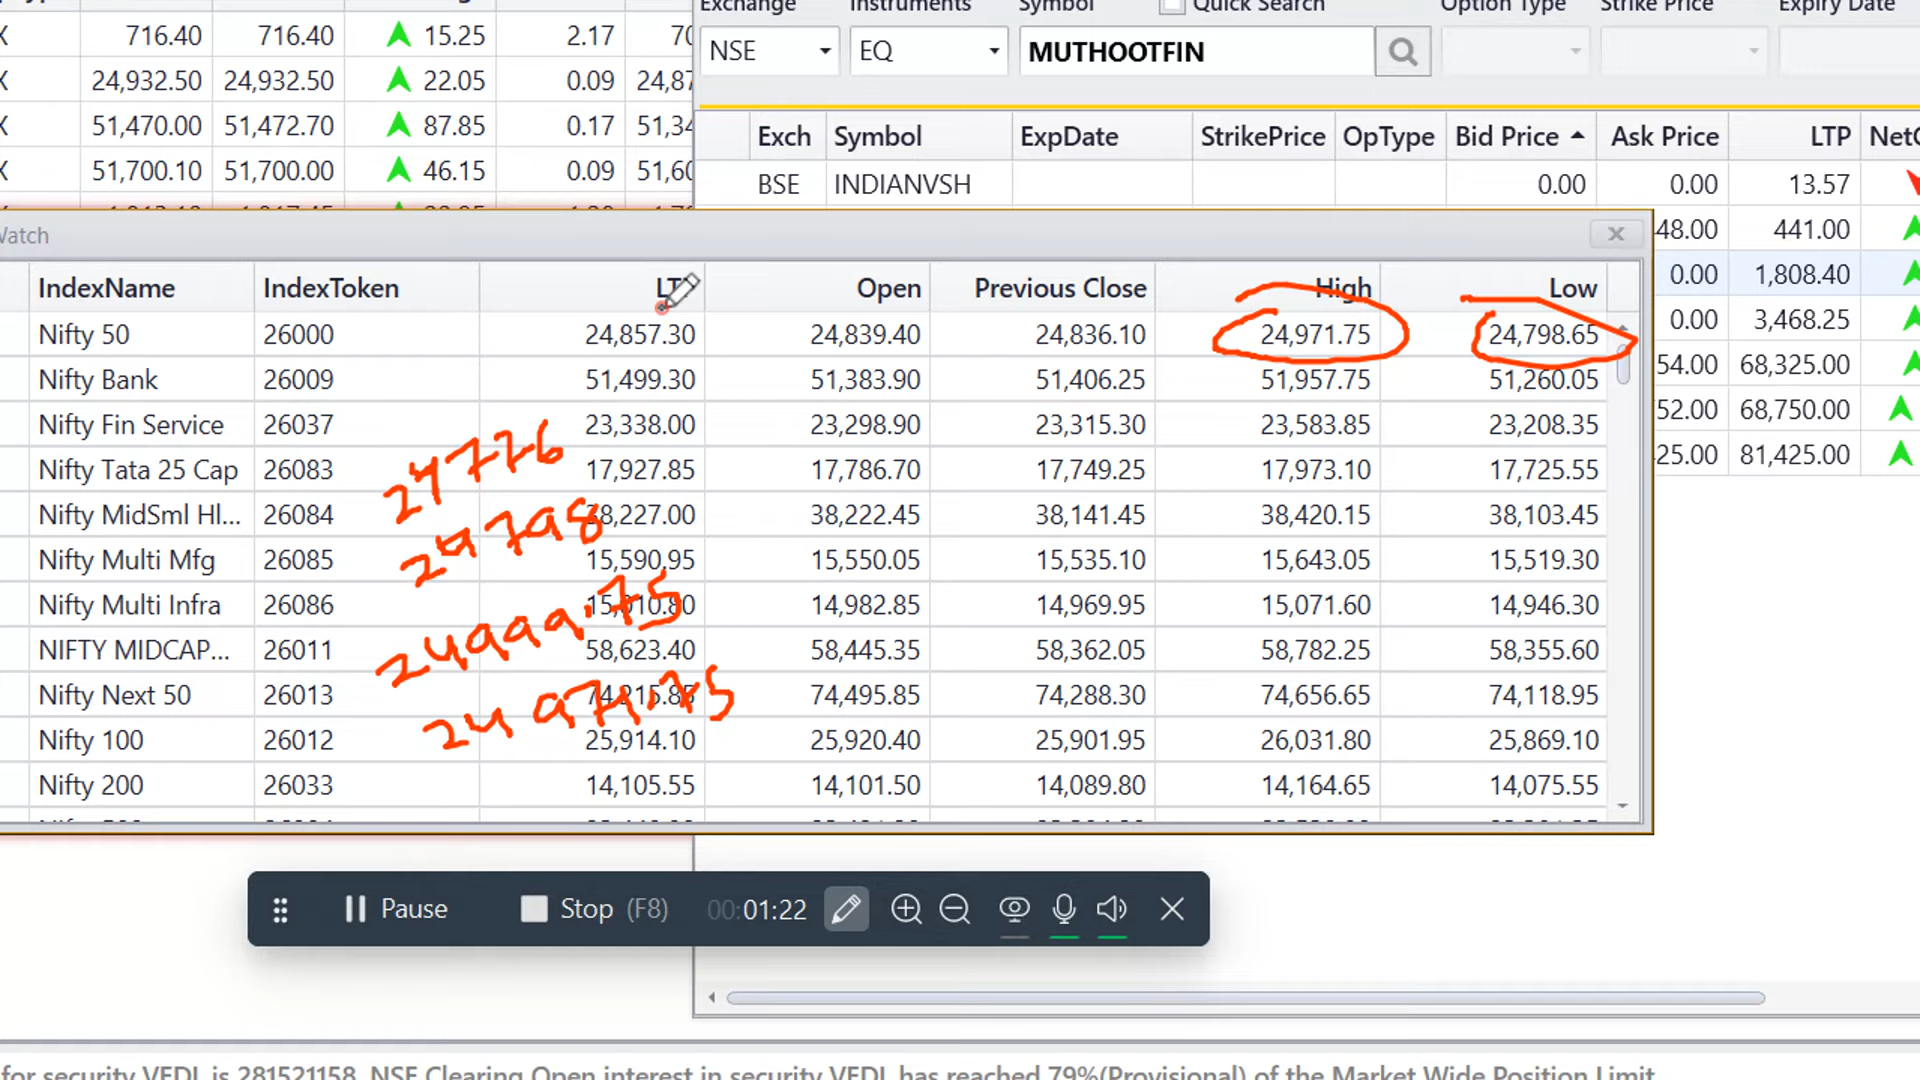 Exchange Instruments Symbol Quick Search Option Type Strike Price Expiry Date
NSE EQ MUTHOOTFIN
X 716.40 716.40 15.25 2.17
X 24,932.50 24,932.50 22.05 0.09 24,87
X 51,470.00 51,472.70 87.85 0.17 51,34
X 51,700.10 51,700.00 46.15 0.09 51,60
Exch Symbol ExpDate StrikePrice OpType Bid Price Ask Price LTP NetC
BSE INDIANVSH 0.00 0.00 13.57
48.00 441.00
0.00 1,808.40
0.00 3,468.25
54.00 68,325.00
52.00 68,750.00
25.00 81,425.00
Watch
IndexName IndexToken LT Open Previous Close High Low
Nifty 50 26000 24,857.30 24,839.40 24,836.10 24,971.75 24,798.65
Nifty Bank 26009 51,499.30 51,383.90 51,406.25 51,957.75 51,260.05
Nifty Fin Service 26037 23,338.00 23,298.90 23,315.30 23,583.85 23,208.35
Nifty Tata 25 Cap 26083 17,927.85 17,786.70 17,749.25 17,973.10 17,725.55
Nifty MidSml Hl... 26084 38,227.00 38,222.45 38,141.45 38,420.15 38,103.45
Nifty Multi Mfg 26085 15,590.95 15,550.05 15,535.10 15,643.05 15,519.30
Nifty Multi Infra 26086 15,010.80 14,982.85 14,969.95 15,071.60 14,946.30
NIFTY MIDCAP... 26011 58,623.40 58,445.35 58,362.05 58,782.25 58,355.60
Nifty Next 50 26013 74,215.85 74,495.85 74,288.30 74,656.65 74,118.95
Nifty 100 26012 25,914.10 25,920.40 25,901.95 26,031.80 25,869.10
Nifty 200 26033 14,105.55 14,101.50 14,089.80 14,164.65 14,075.55
24776
24798
24999.75
24971.75
Pause Stop (F8) 00:01:22
for security VEDL is 281521158. NSE Clearing Open interest in security VEDL has reached 79%(Provisional) of the Market Wide Position Limit